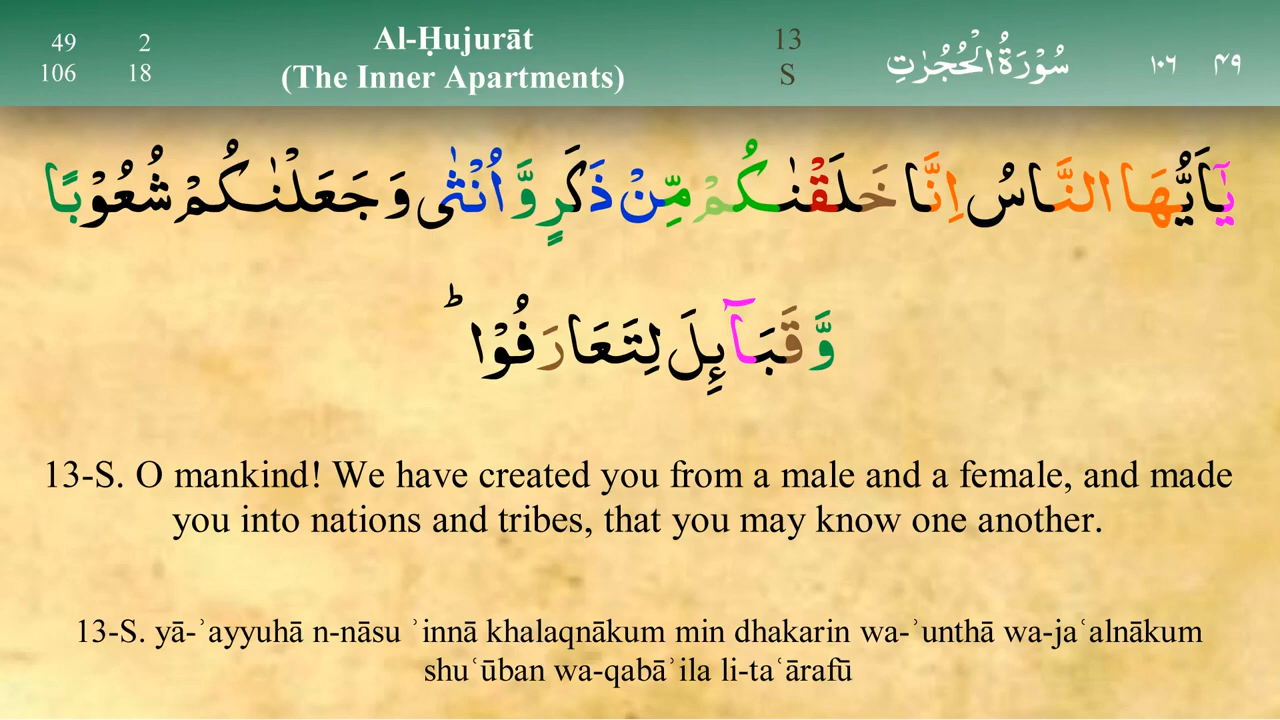 49 2 Al-Ḥujurāt 13 سُوْرَةُ الْحُجُرٰتِ ١٠٦ ۴۹
106 18 (The Inner Apartments) S
يٰٓاَيُّهَا النَّاسُ اِنَّا خَلَقْنٰكُمْ مِّنْ ذَكَرٍ وَّ اُنْثٰى وَ جَعَلْنٰكُمْ شُعُوْبًا
وَّ قَبَآىِٕلَ لِتَعَارَفُوْا ؕ
13-S. O mankind! We have created you from a male and a female, and made
you into nations and tribes, that you may know one another.
13-S. yā-ʾayyuhā n-nāsu ʾinnā khalaqnākum min dhakarin wa-ʾunthā wa-jaʿalnākum
shuʿūban wa-qabāʾila li-taʿārafū